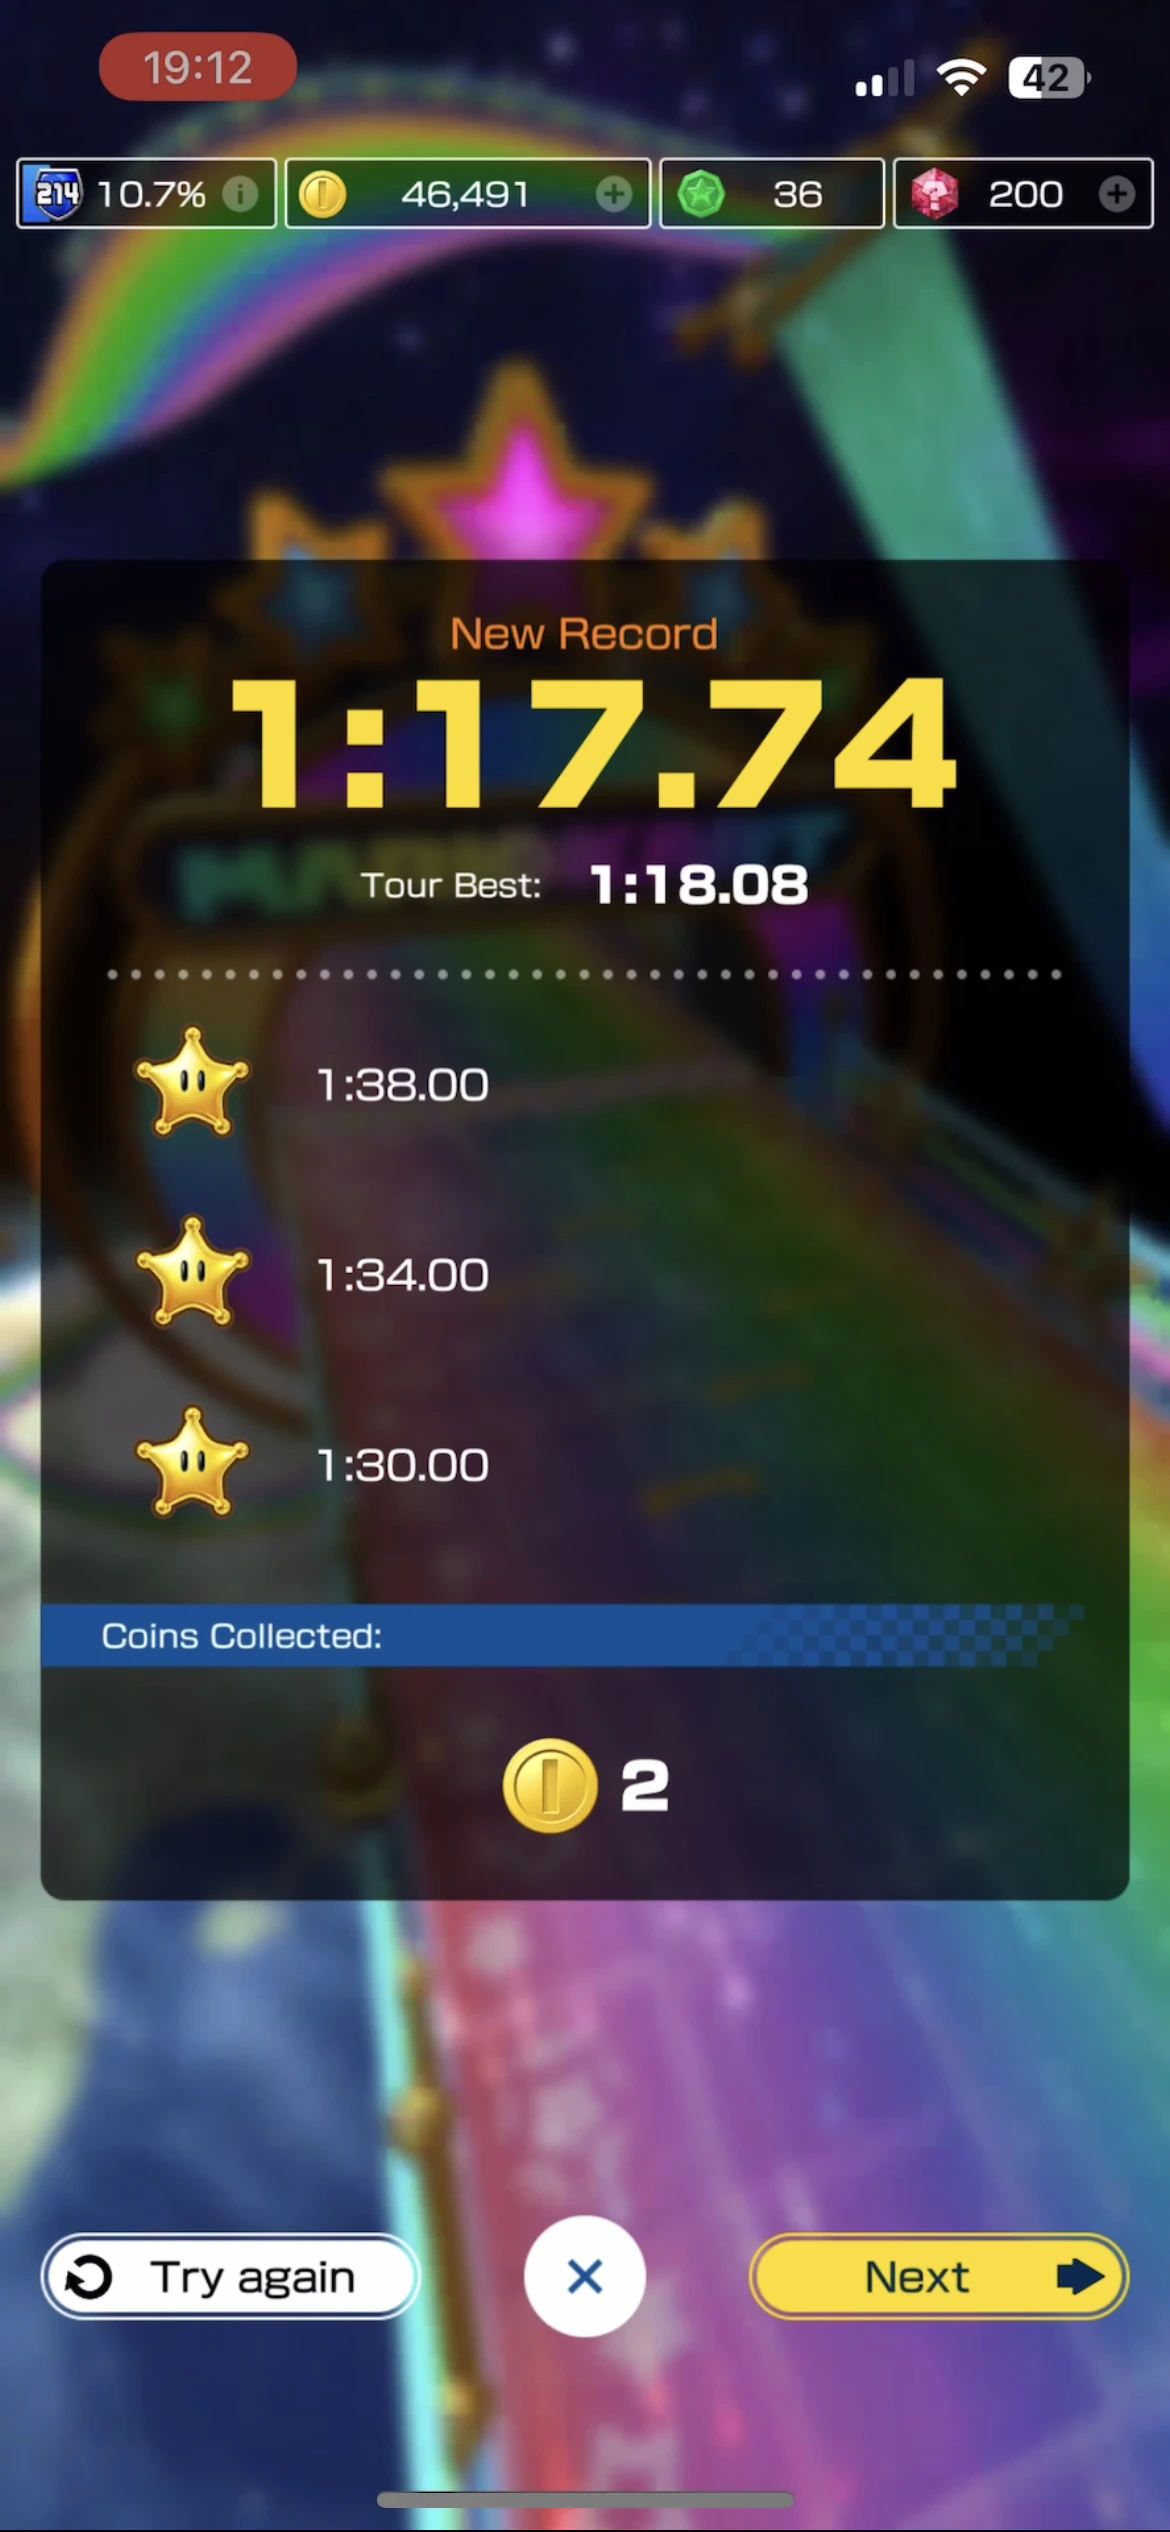 19:12
42
214 10.7% i 46,491 36 200
New Record
1:17.74
Tour Best: 1:18.08
1:38.00
1:34.00
1:30.00
Coins Collected:
2
Try again
Next